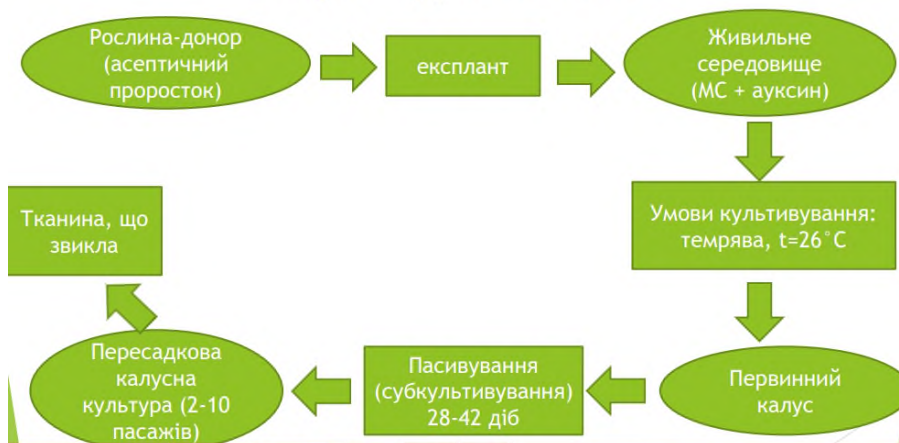 Рослина-донор
(асептичний
проросток)
експлант
Живильне
середовище
(МС + ауксин)
Умови культивування:
темрява, t=26°C
Первинний
калус
Пасивування
(субкультивування)
28-42 діб
Пересадкова
калусна
культура (2-10
пасажів)
Тканина, що
звикла